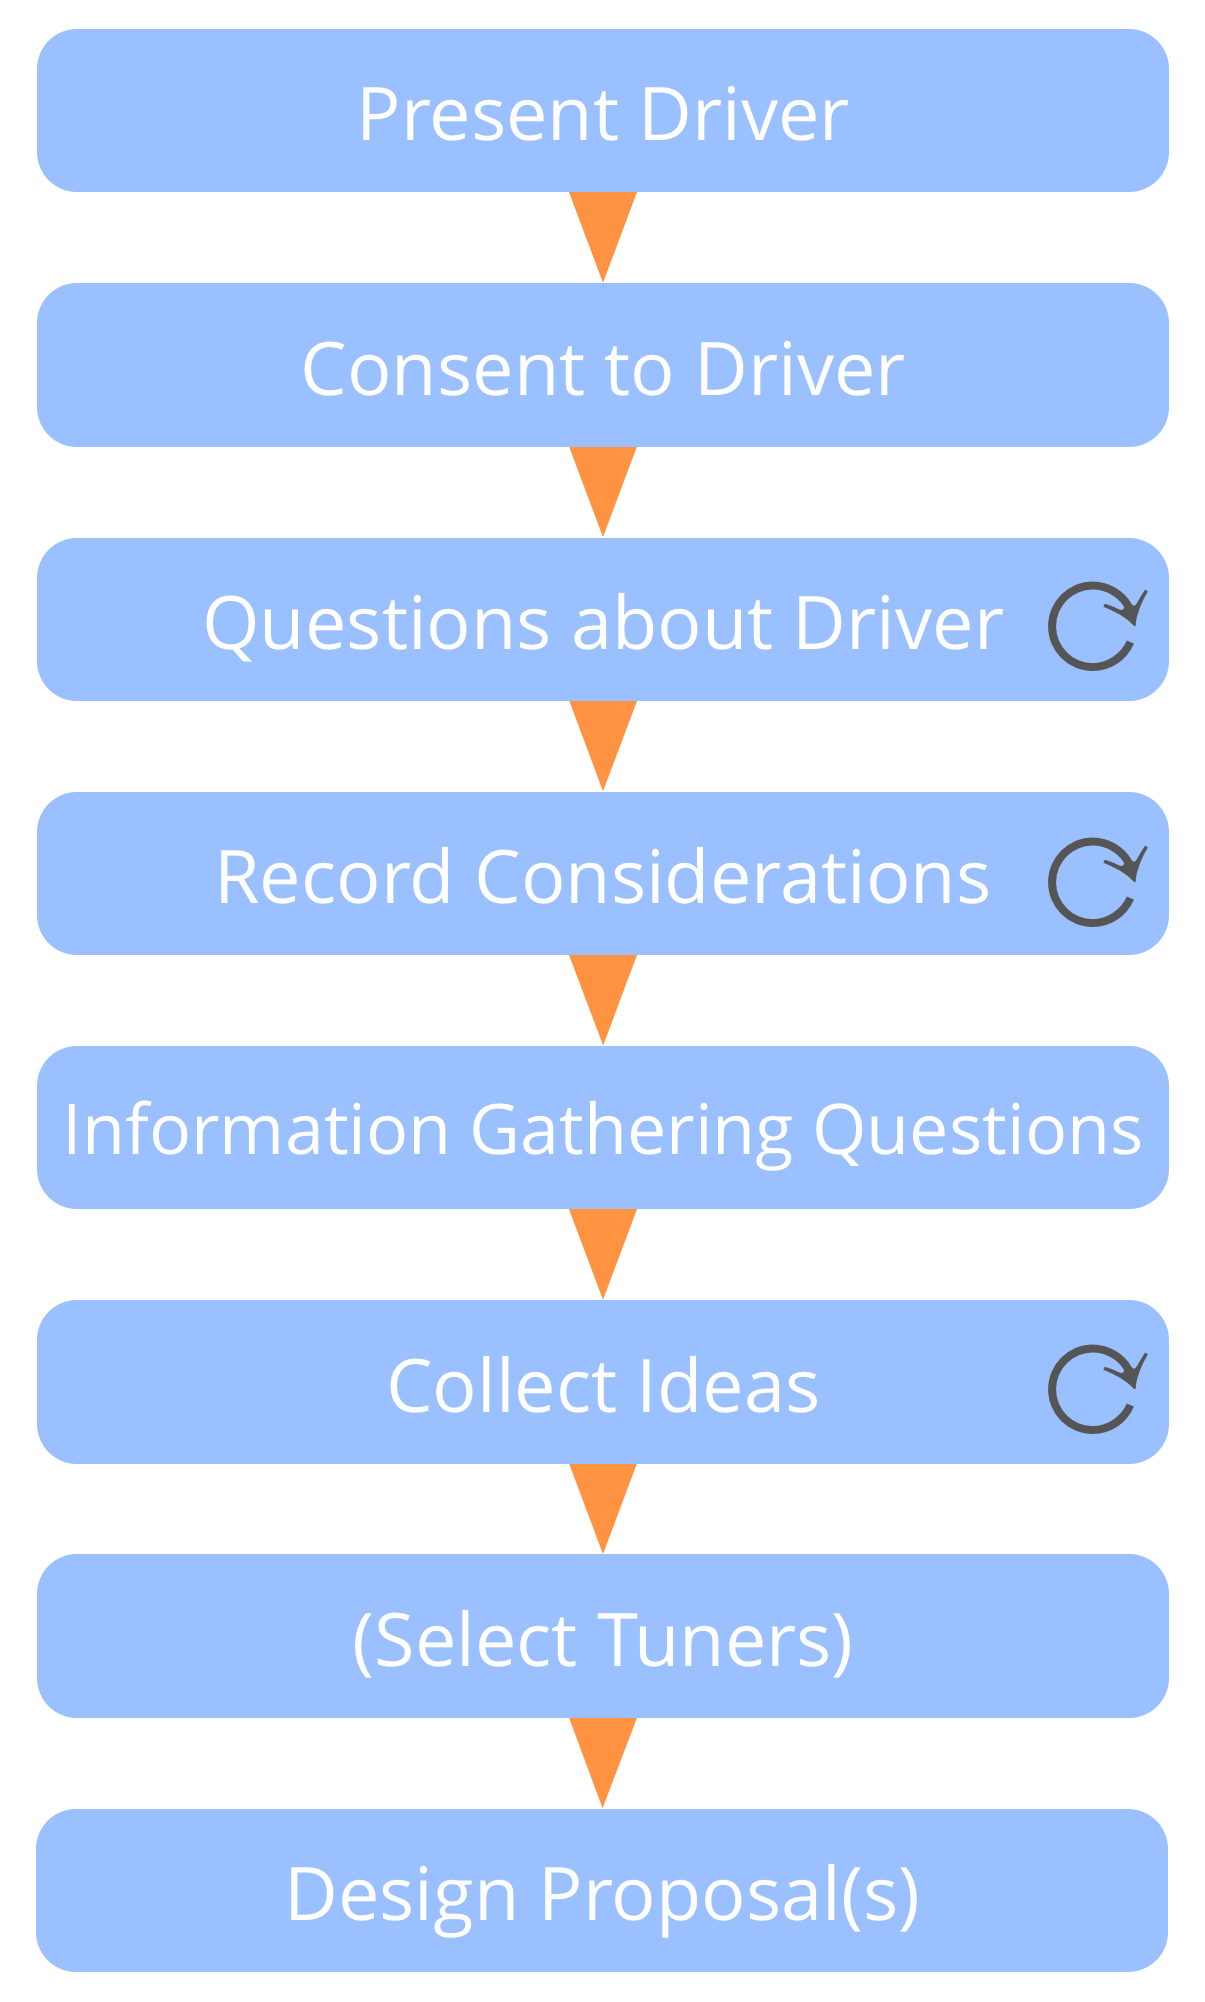 Present Driver
Consent to Driver
Questions about Driver
Record Considerations
Information Gathering Questions
Collect Ideas
(Select Tuners)
Design Proposal(s)